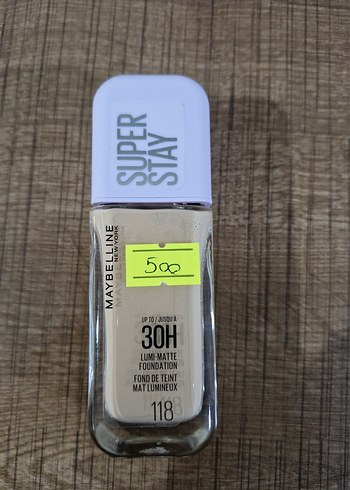 SUPER
STAY
MAYBELLINE
NEW YORK
500
UP TO / JUSQU'À
30H
LUMI-MATTE
FOUNDATION
FOND DE TEINT
MAT LUMINEUX
118